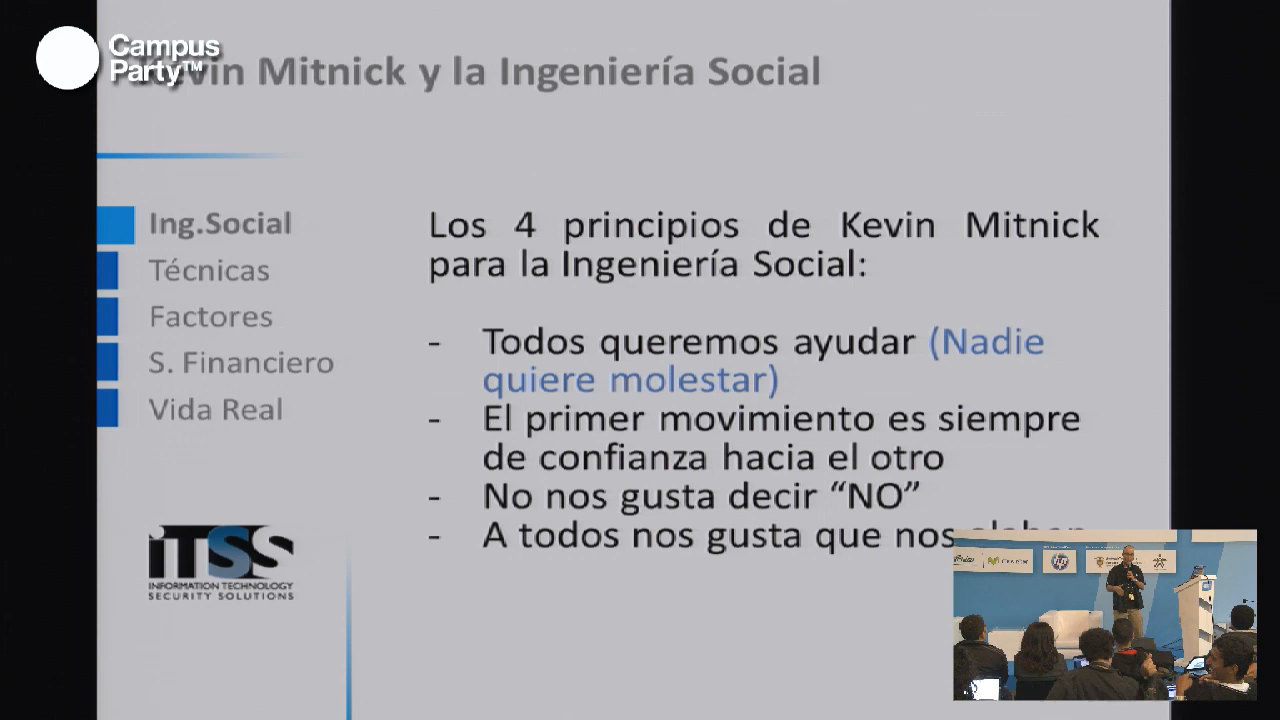 Campus
Party™
Kevin Mitnick y la Ingeniería Social
Ing.Social
Técnicas
Factores
S. Financiero
Vida Real
Los 4 principios de Kevin Mitnick
para la Ingeniería Social:
- Todos queremos ayudar (Nadie
quiere molestar)
- El primer movimiento es siempre
de confianza hacia el otro
- No nos gusta decir “NO”
- A todos nos gusta que nos
iTSS
INFORMATION TECHNOLOGY
SECURITY SOLUTIONS
hp